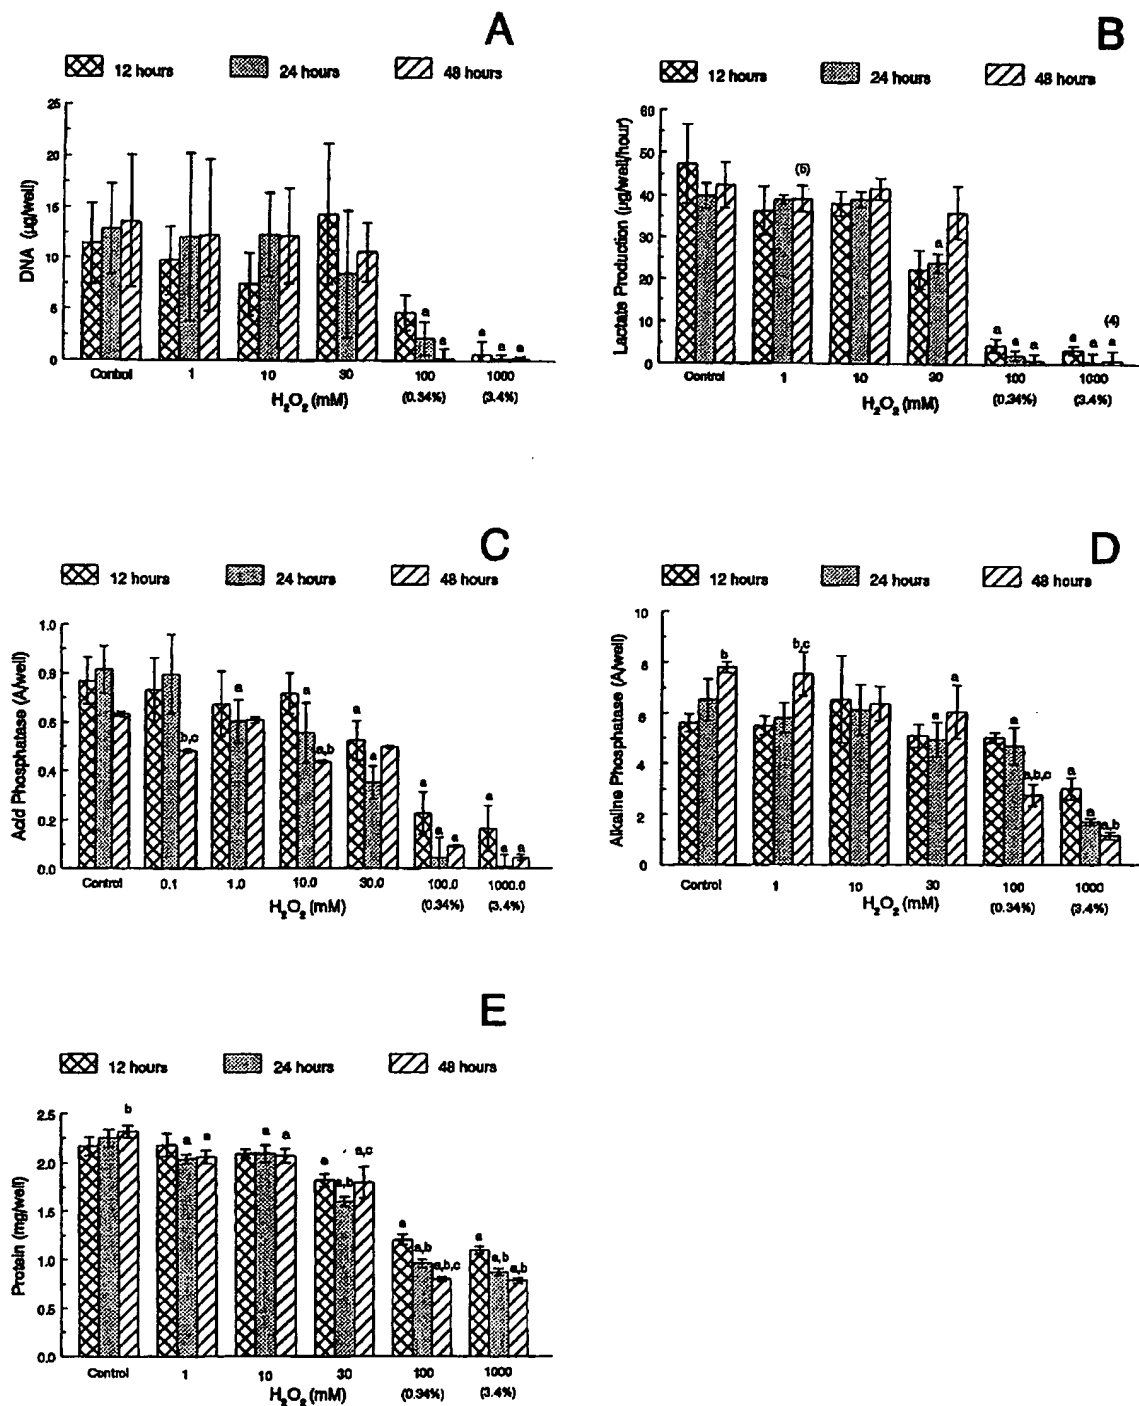 A
12 hours 24 hours 48 hours
DNA (µg/well)
25
20
15
10
5
0
a
a
a
a
a
Control 1 10 30 100 1000
H₂O₂ (mM) (0.34%) (3.4%)
B
12 hours 24 hours 48 hours
Lactate Production (µg/well/hour)
60
50
40
30
20
10
0
(5)
a
a a a
(4)
a a a
Control 1 10 30 100 1000
H₂O₂ (mM) (0.34%) (3.4%)
C
12 hours 24 hours 48 hours
Acid Phosphatase (A/well)
1.0
0.8
0.6
0.4
0.2
0.0
b,c
a
a
a,b
a
a
a a a
a a a
Control 0.1 1.0 10.0 30.0 100.0 1000.0
H₂O₂ (mM) (0.34%) (3.4%)
D
12 hours 24 hours 48 hours
Alkaline Phosphatase (A/well)
10
8
6
4
2
0
b
b,c
a
a
a
a,b,c
a
a
a,b
Control 1 10 30 100 1000
H₂O₂ (mM) (0.34%) (3.4%)
E
12 hours 24 hours 48 hours
Protein (mg/well)
2.5
2.0
1.5
1.0
0.5
0.0
b
a a
a a
a
a,b
a,c
a
a,b
a,b,c
a
a,b
a,b
Control 1 10 30 100 1000
H₂O₂ (mM) (0.34%) (3.4%)